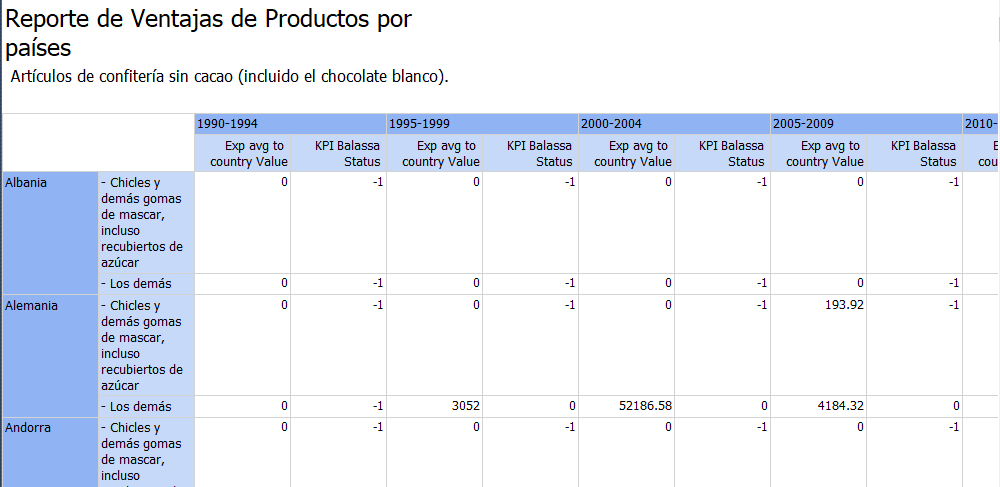 Reporte de Ventajas de Productos por
países
Artículos de confitería sin cacao (incluido el chocolate blanco).
1990-1994 1995-1999 2000-2004 2005-2009 2010-
Exp avg to KPI Balassa Exp avg to KPI Balassa Exp avg to KPI Balassa Exp avg to KPI Balassa E
country Value Status country Value Status country Value Status country Value Status cou
Albania - Chicles y 0 -1 0 -1 0 -1 0 -1
demás gomas
de mascar,
incluso
recubiertos de
azúcar
- Los demás 0 -1 0 -1 0 -1 0 -1
Alemania - Chicles y 0 -1 0 -1 0 -1 193.92 -1
demás gomas
de mascar,
incluso
recubiertos de
azúcar
- Los demás 0 -1 3052 0 52186.58 0 4184.32 0
Andorra - Chicles y 0 -1 0 -1 0 -1 0 -1
demás gomas
de mascar,
incluso